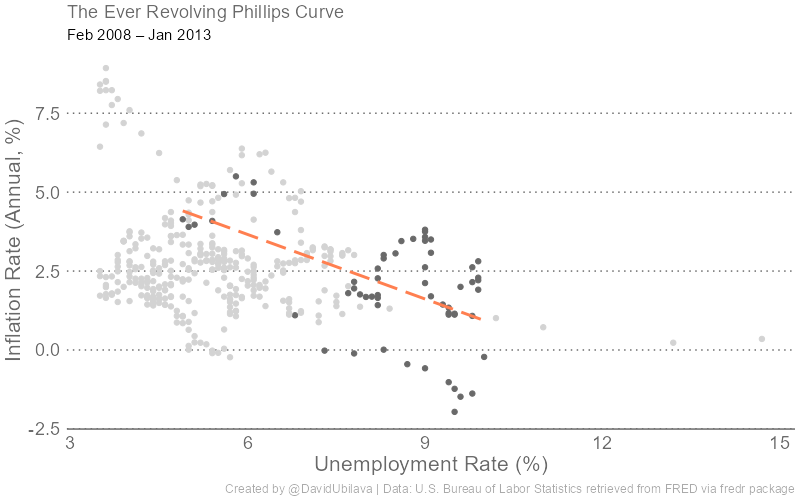 The Ever Revolving Phillips Curve
Feb 2008 – Jan 2013
Inflation Rate (Annual, %)
7.5
5.0
2.5
0.0
-2.5
3
6
9
12
15
Unemployment Rate (%)
Created by @DavidUbilava | Data: U.S. Bureau of Labor Statistics retrieved from FRED via fredr package